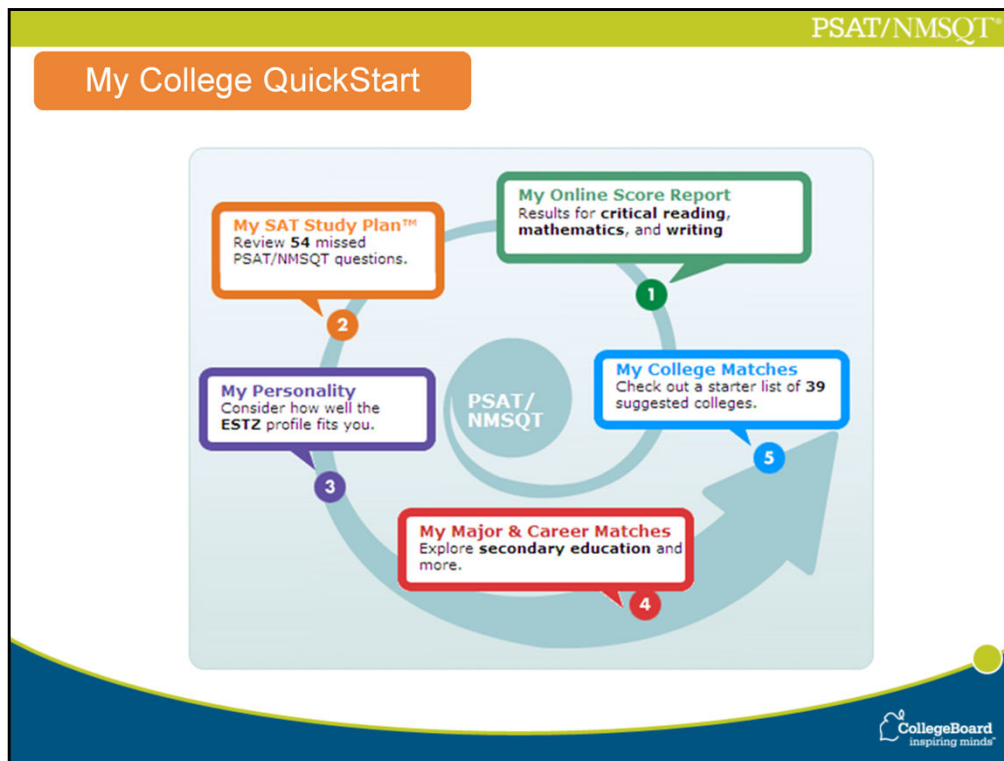 PSAT/NMSQT®
My College QuickStart
My Online Score Report
Results for critical reading,
mathematics, and writing
1
My SAT Study Plan™
Review 54 missed
PSAT/NMSQT questions.
2
My Personality
Consider how well the
ESTZ profile fits you.
3
PSAT/
NMSQT
My Major & Career Matches
Explore secondary education and
more.
4
My College Matches
Check out a starter list of 39
suggested colleges.
5
CollegeBoard
inspiring minds™